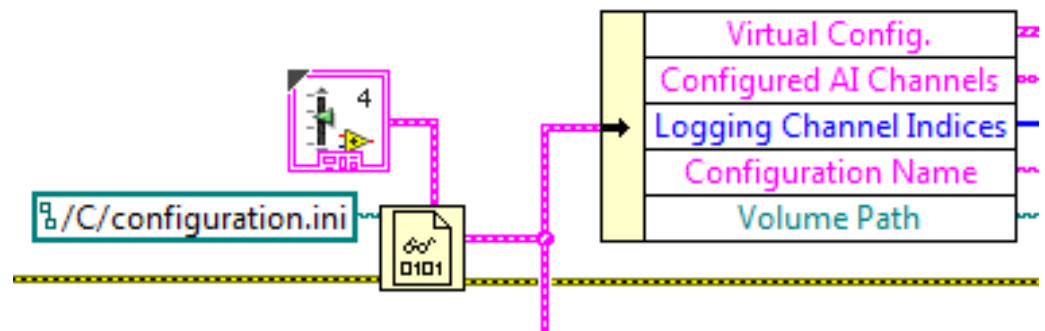 Virtual Config.
4
Configured AI Channels
Logging Channel Indices
Configuration Name
/C/configuration.ini
Volume Path
0101